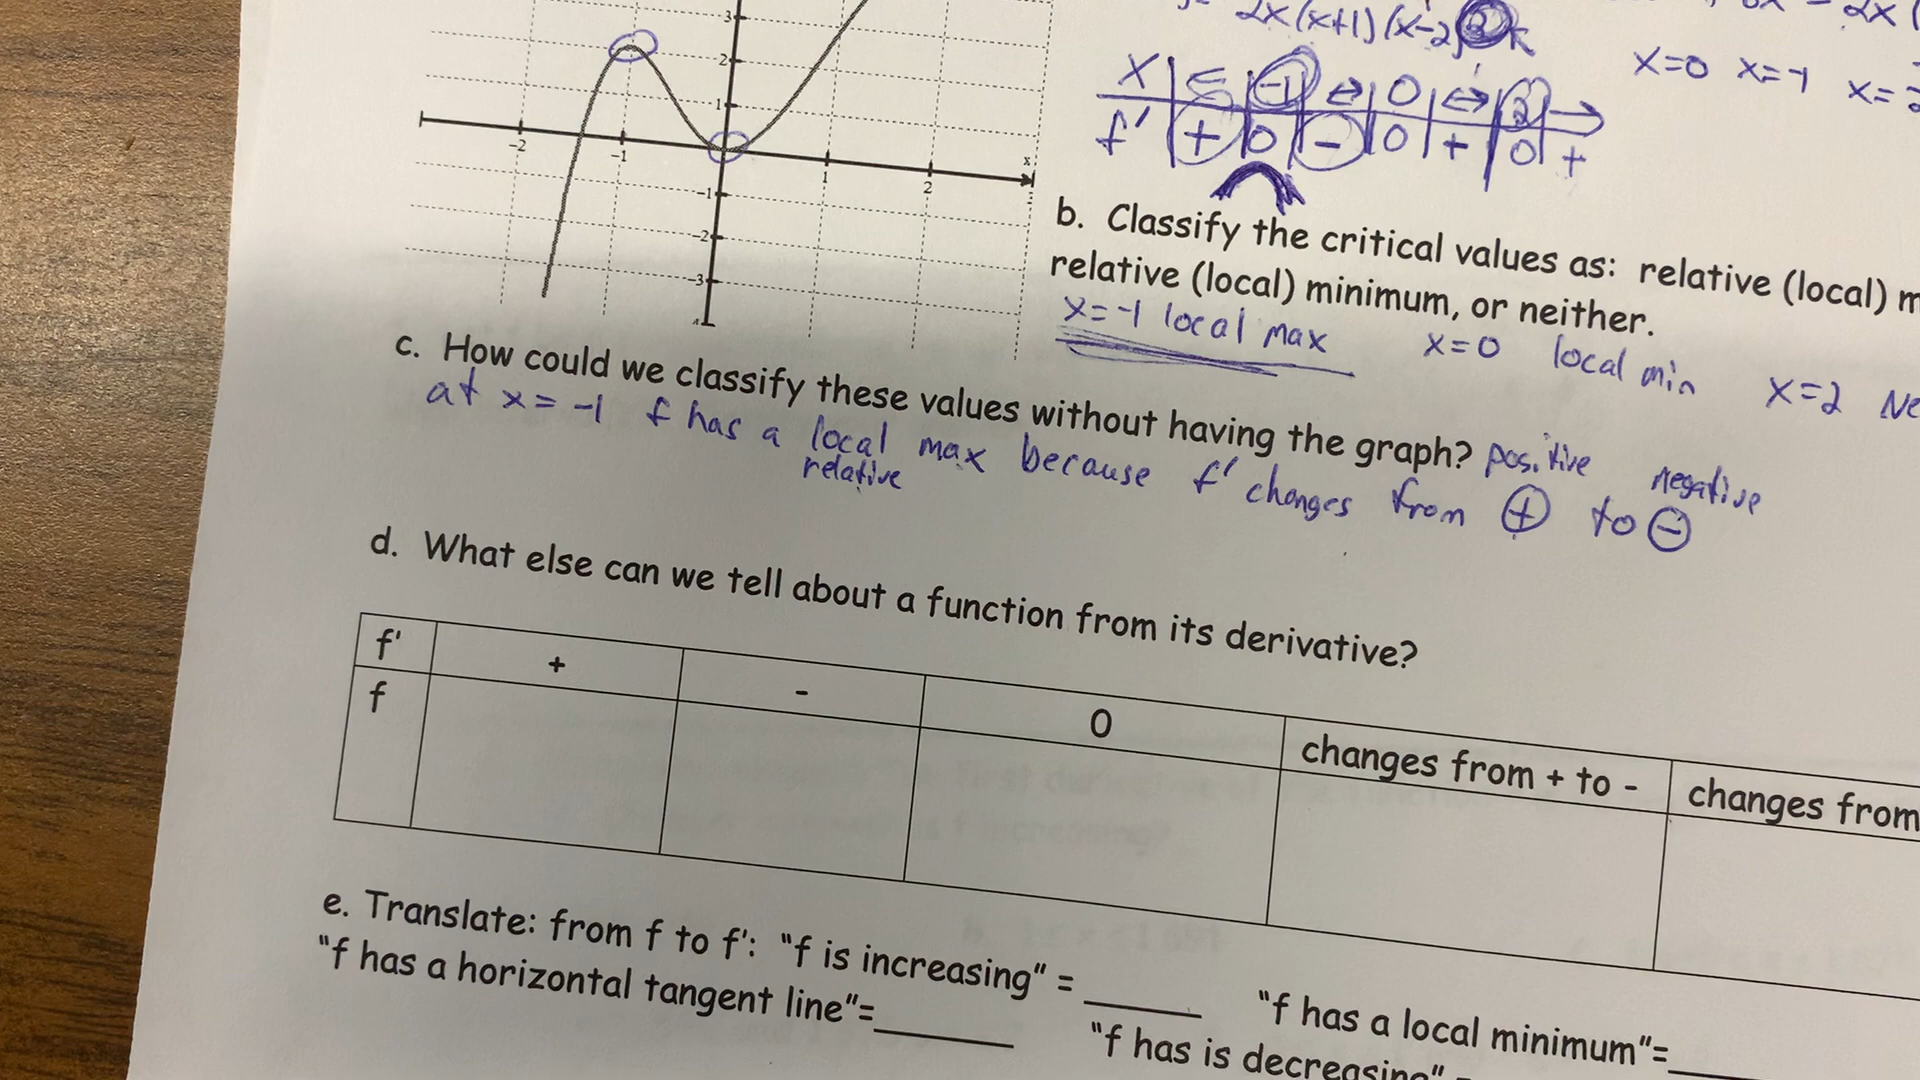 3
2
1
-2
-1
1
2
x
-1
-2
-3
2x(x+1)(x-2)
x=0 x=-1 x=
X -1 0 2
f' + 0 - 0 + 0 +
b. Classify the critical values as: relative (local)
relative (local) minimum, or neither.
x=-1 local max x=0 local min x=2
c. How could we classify these values without having the graph? positive negative
at x=-1 f has a local max because f' changes from + to -
relative
d. What else can we tell about a function from its derivative?
f' + - 0 changes from + to - changes from
f
e. Translate: from f to f': "f is increasing" = ______ "f has a local minimum"=______
"f has a horizontal tangent line"=______ "f has is decreasing"